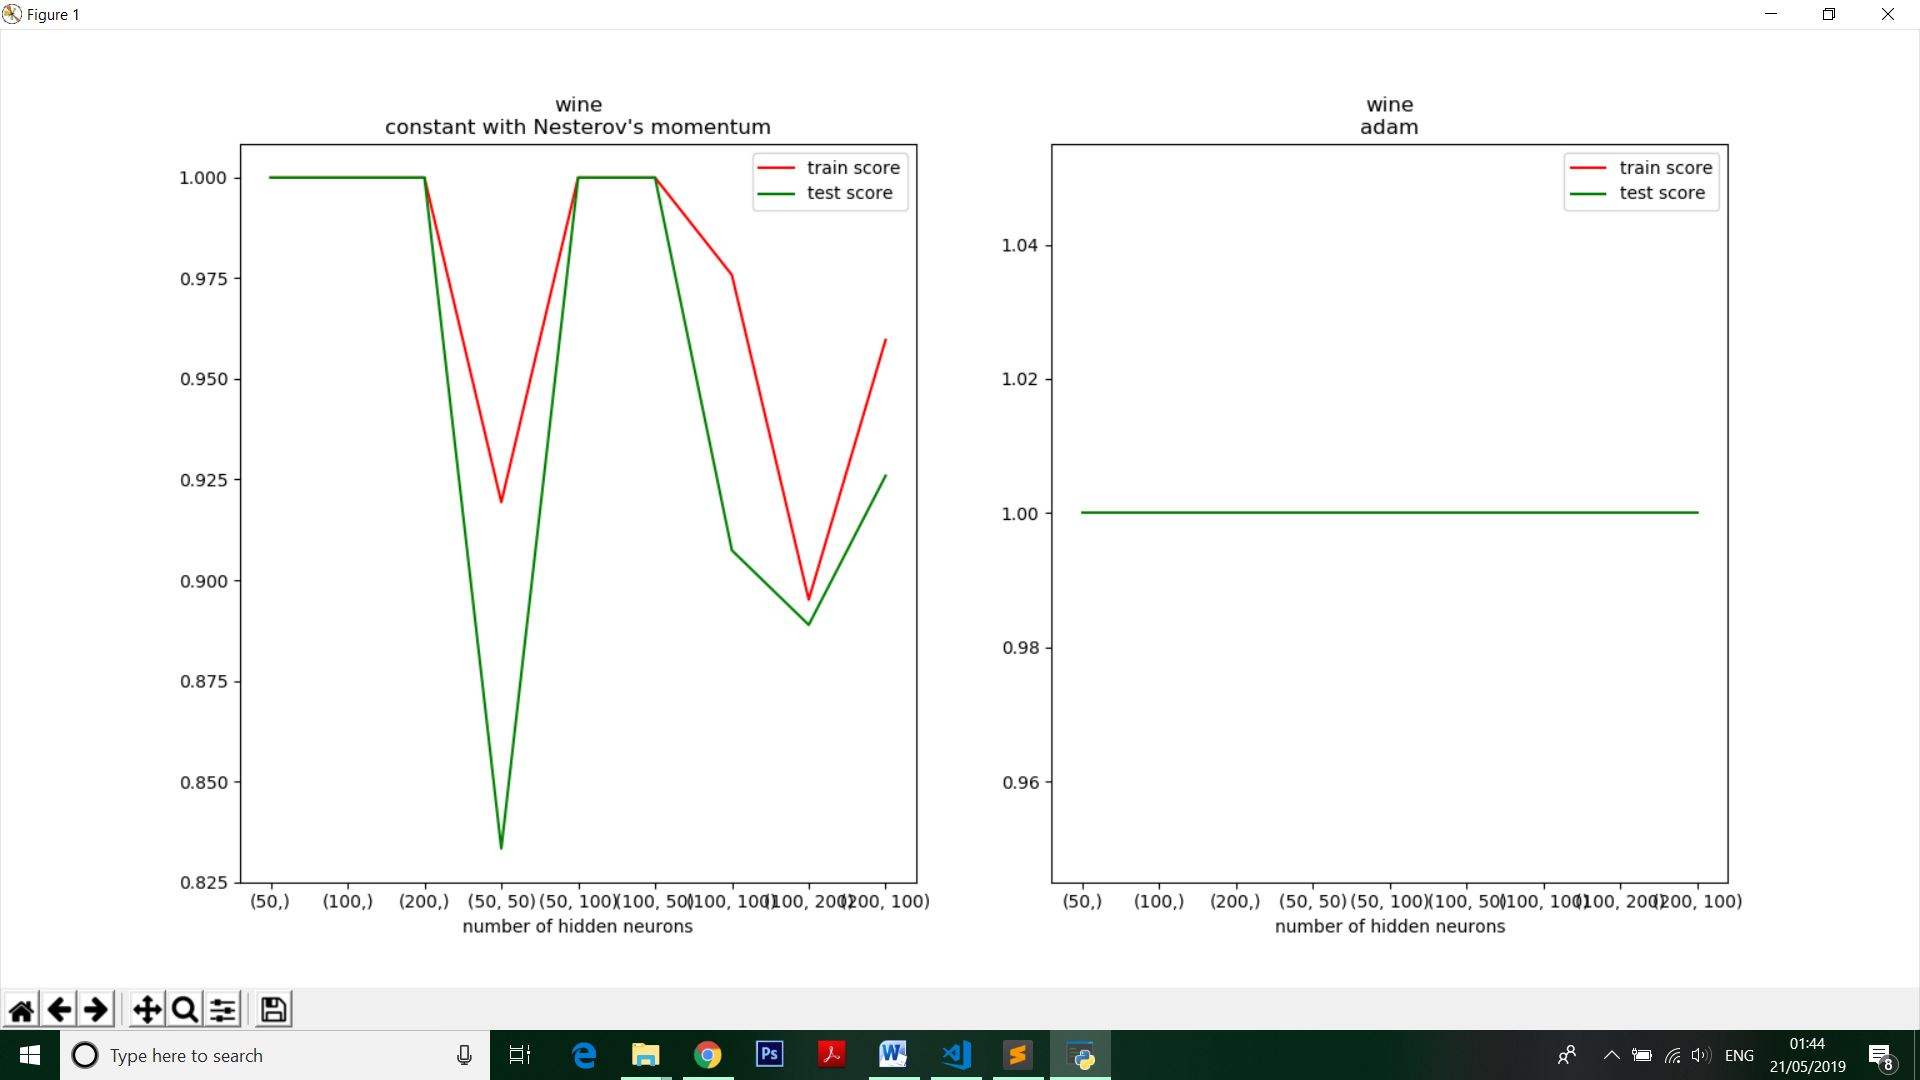 Figure 1
wine
constant with Nesterov's momentum
train score
test score
1.000
0.975
0.950
0.925
0.900
0.875
0.850
0.825
(50,) (100,) (200,) (50, 50) (50, 100) (100, 50) (100, 100) (100, 200) (200, 100)
number of hidden neurons
wine
adam
train score
test score
1.04
1.02
1.00
0.98
0.96
(50,) (100,) (200,) (50, 50) (50, 100) (100, 50) (100, 100) (100, 200) (200, 100)
number of hidden neurons
Type here to search
Ps
ENG
01:44
21/05/2019
8